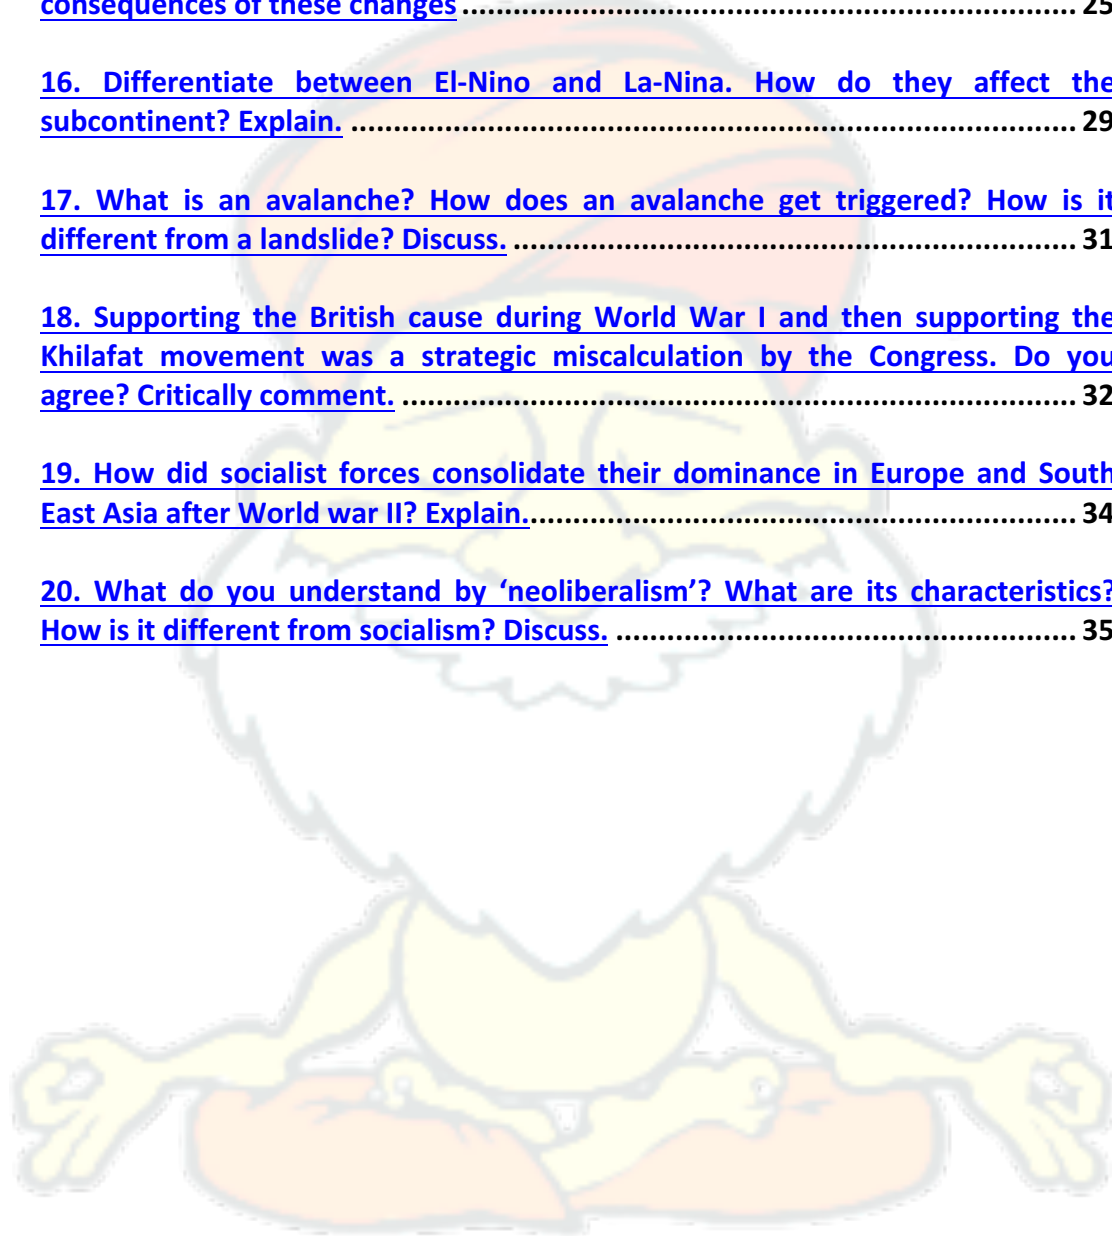 consequences of these changes ........ 25
16. Differentiate between El-Nino and La-Nina. How do they affect the
subcontinent? Explain. ........ 29
17. What is an avalanche? How does an avalanche get triggered? How is it
different from a landslide? Discuss. ........ 31
18. Supporting the British cause during World War I and then supporting the
Khilafat movement was a strategic miscalculation by the Congress. Do you
agree? Critically comment. ........ 32
19. How did socialist forces consolidate their dominance in Europe and South
East Asia after World war II? Explain. ........ 34
20. What do you understand by ‘neoliberalism’? What are its characteristics?
How is it different from socialism? Discuss. ........ 35